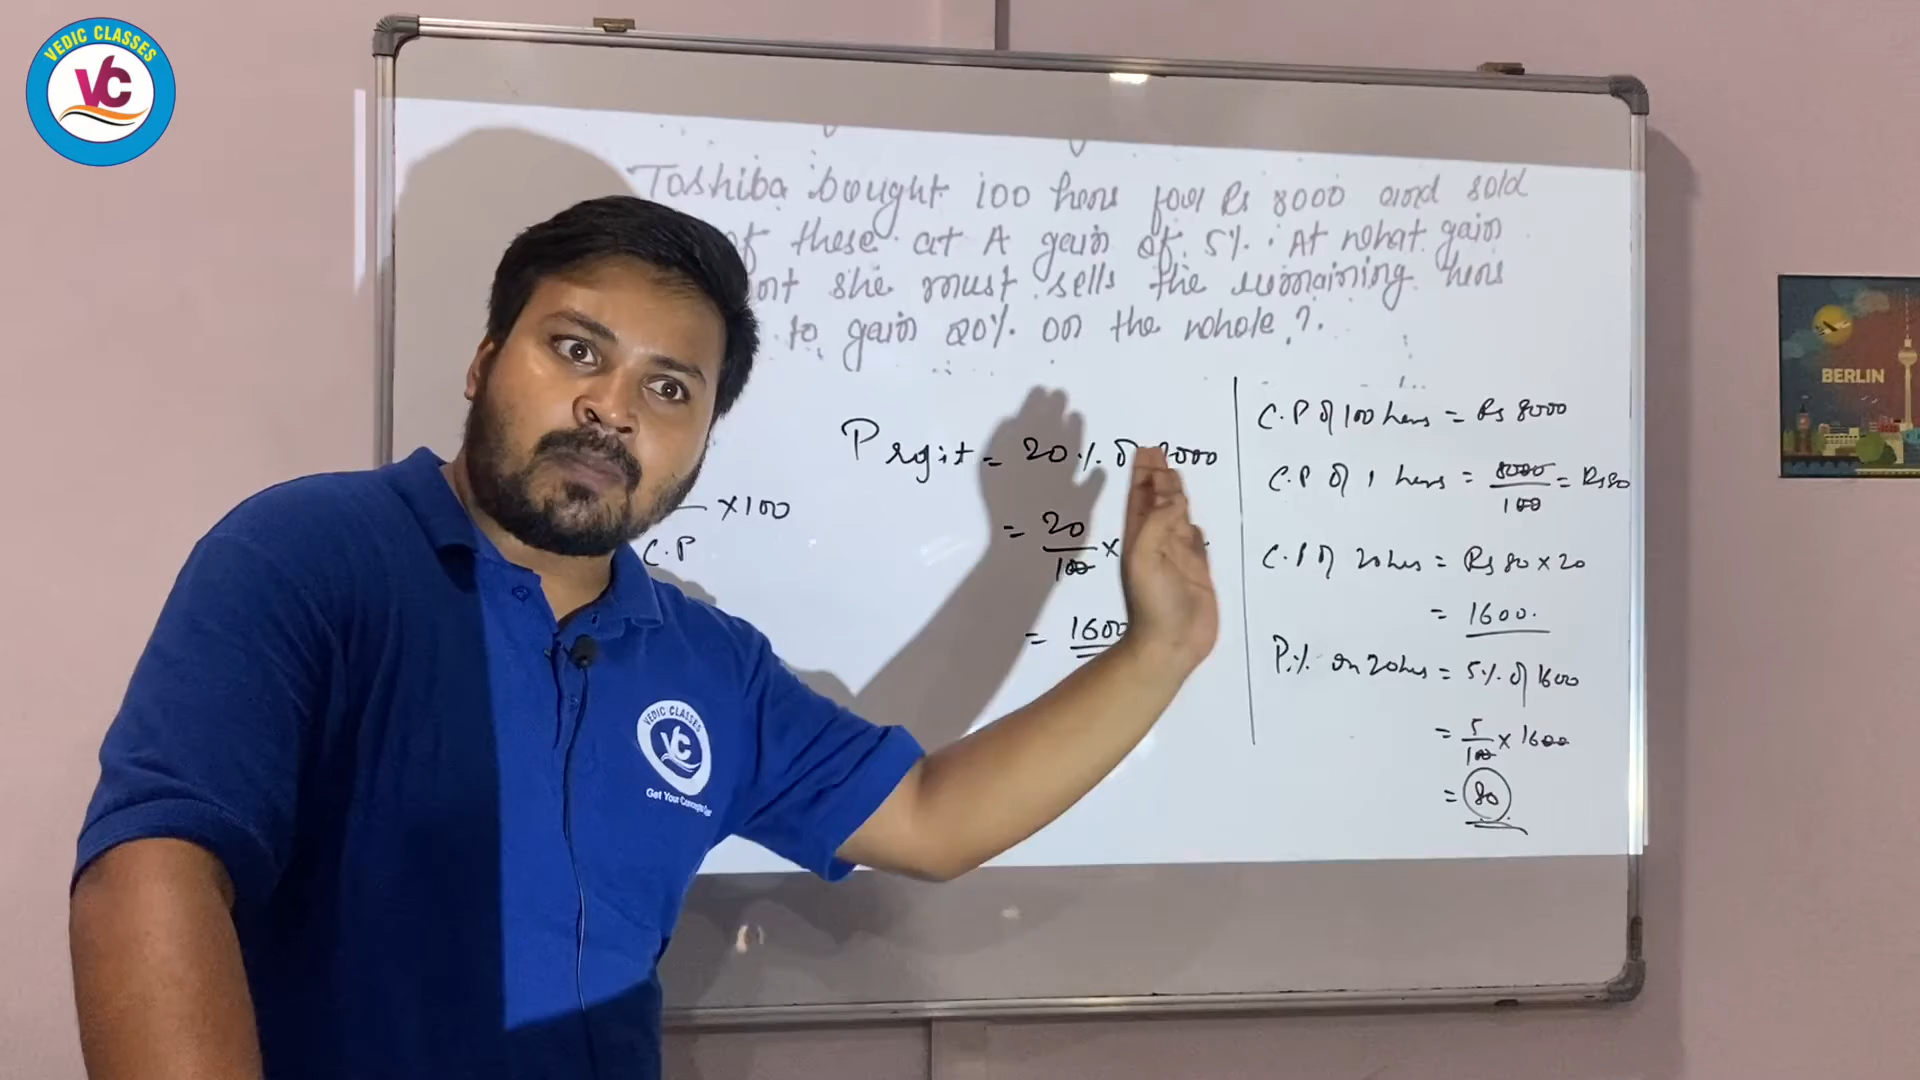 VEDIC CLASSES
VC
Toshiba bought 100 hens for Rs 8000 and sold
of these at A gain of 5%. At what gain
she must sells the remaining hens
to gain 20% on the whole?.
Profit = 20% of 8000
= 20/100 ×
= 1600
×100
C.P
C.P of 100 hens = Rs 8000
C.P of 1 hens = 8000/100 = Rs 80
C.P of 20 hens = Rs 80 × 20
= 1600.
P.% on 20 hens = 5% of 1600
= 5/100 × 1600
= 80
VEDIC CLASSES
VC
Get Your Concepts
BERLIN